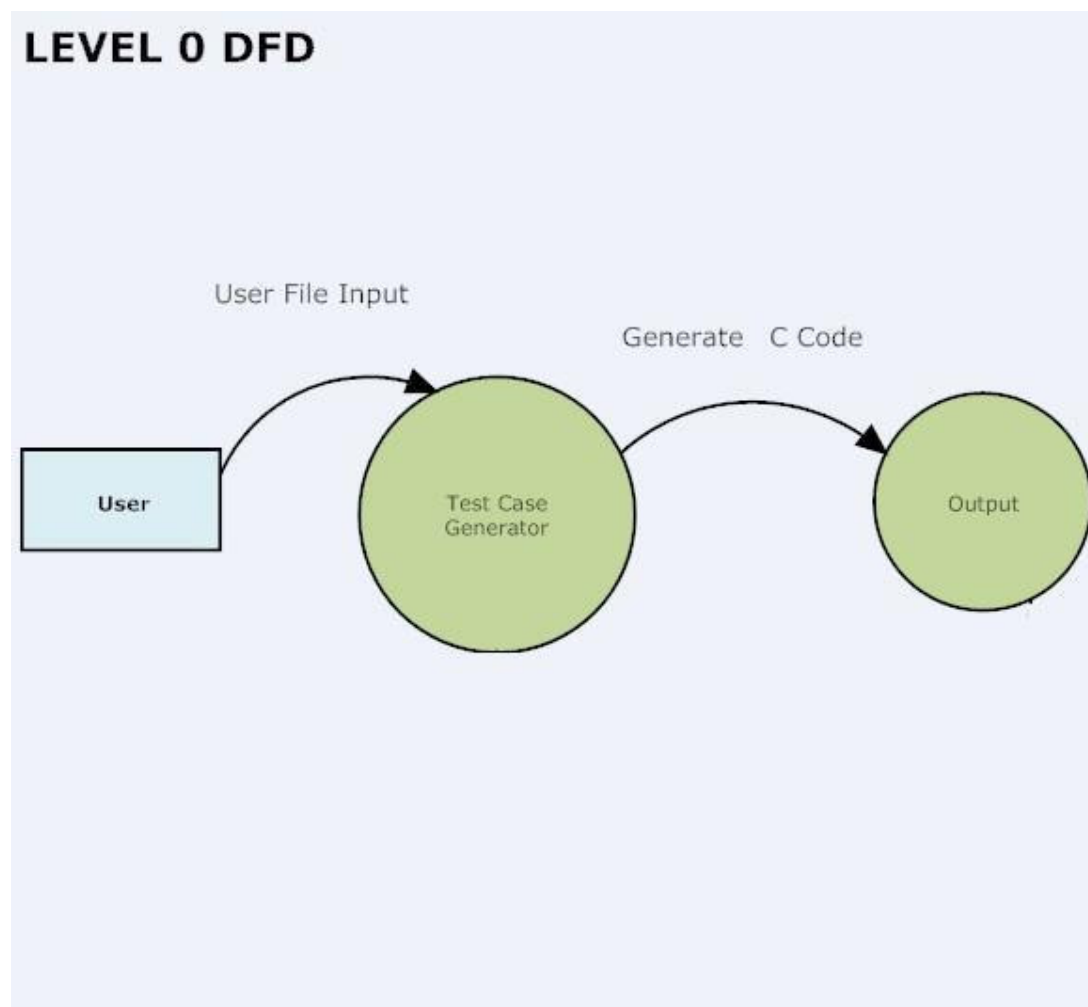 LEVEL 0 DFD
User File Input
Generate C Code
User
Test Case
Generator
Output